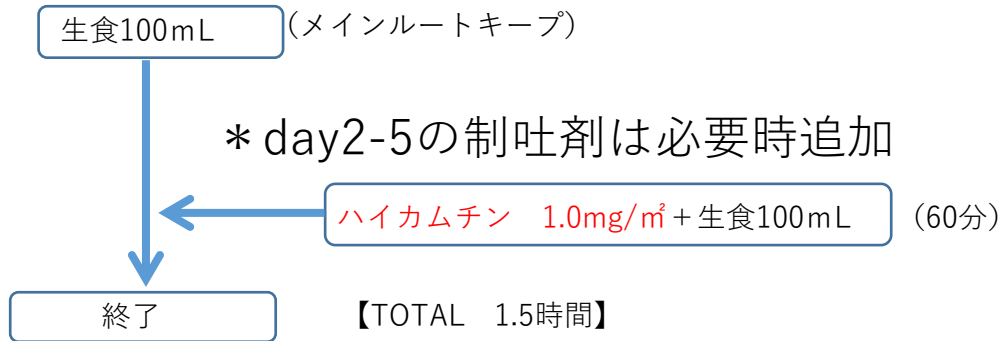 生食100mL (メインルートキープ)
＊day2-5の制吐剤は必要時追加
ハイカムチン　1.0mg/㎡＋生食100mL (60分)
終了 【TOTAL　1.5時間】